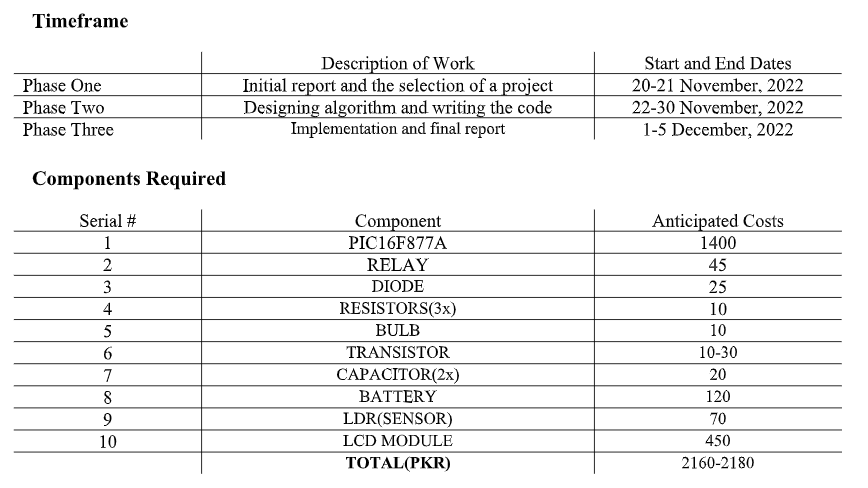 Timeframe
Description of Work Start and End Dates
Phase One Initial report and the selection of a project 20-21 November, 2022
Phase Two Designing algorithm and writing the code 22-30 November, 2022
Phase Three Implementation and final report 1-5 December, 2022
Components Required
Serial # Component Anticipated Costs
1 PIC16F877A 1400
2 RELAY 45
3 DIODE 25
4 RESISTORS(3x) 10
5 BULB 10
6 TRANSISTOR 10-30
7 CAPACITOR(2x) 20
8 BATTERY 120
9 LDR(SENSOR) 70
10 LCD MODULE 450
TOTAL(PKR) 2160-2180